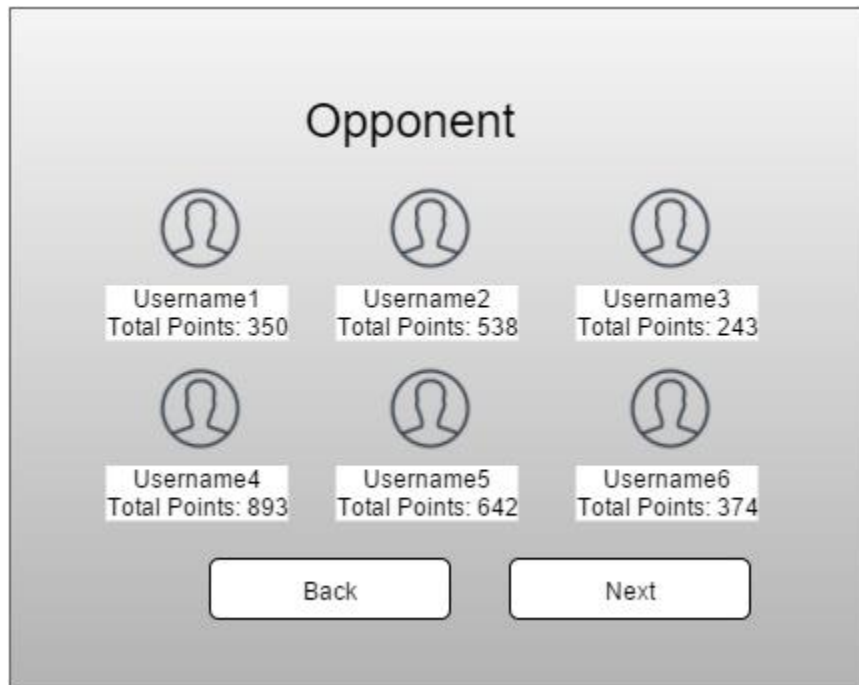 Opponent
Username1
Total Points: 350
Username2
Total Points: 538
Username3
Total Points: 243
Username4
Total Points: 893
Username5
Total Points: 642
Username6
Total Points: 374
Back
Next